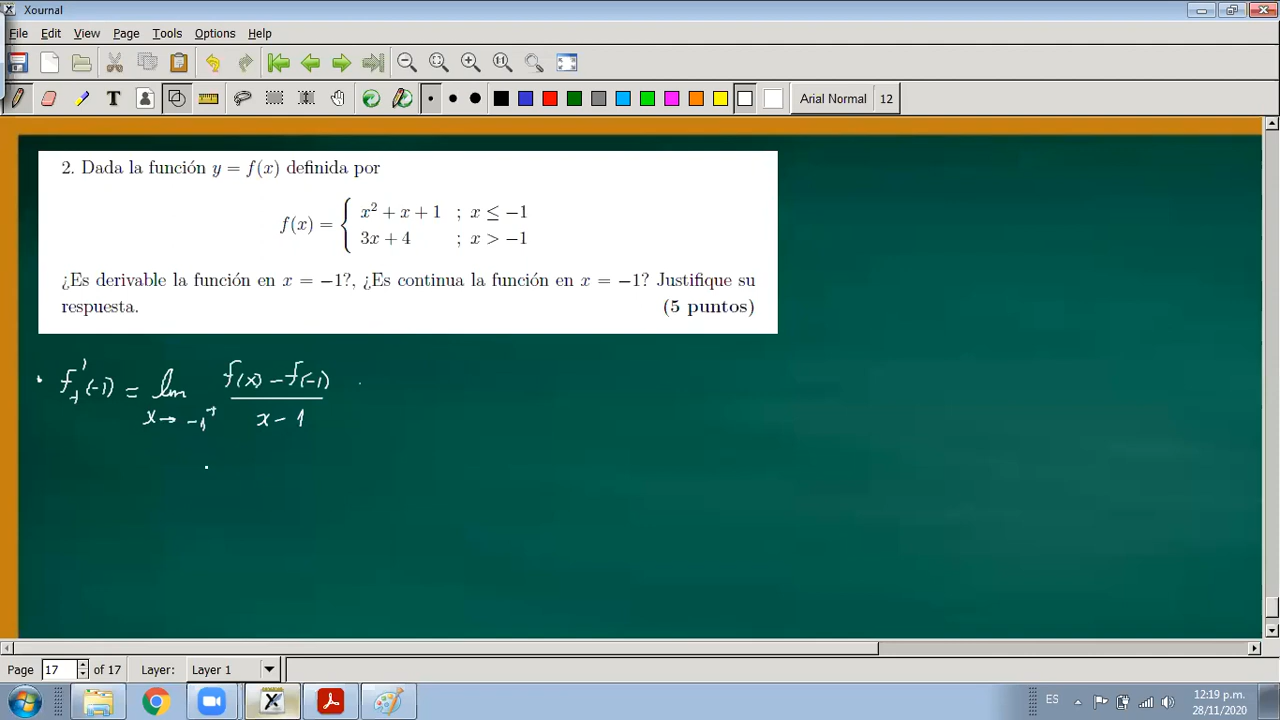 Xournal
File Edit View Page Tools Options Help
Arial Normal 12
2. Dada la función y = f(x) definida por
f(x) = { x² + x + 1 ; x ≤ −1
3x + 4 ; x > −1
¿Es derivable la función en x = −1?, ¿Es continua la función en x = −1? Justifique su
respuesta. (5 puntos)
f'₊(-1) = lim x→-1⁺ (f(x) - f(-1)) / (x - 1)
Page 17 of 17 Layer: Layer 1
ES 12:19 p.m.
28/11/2020